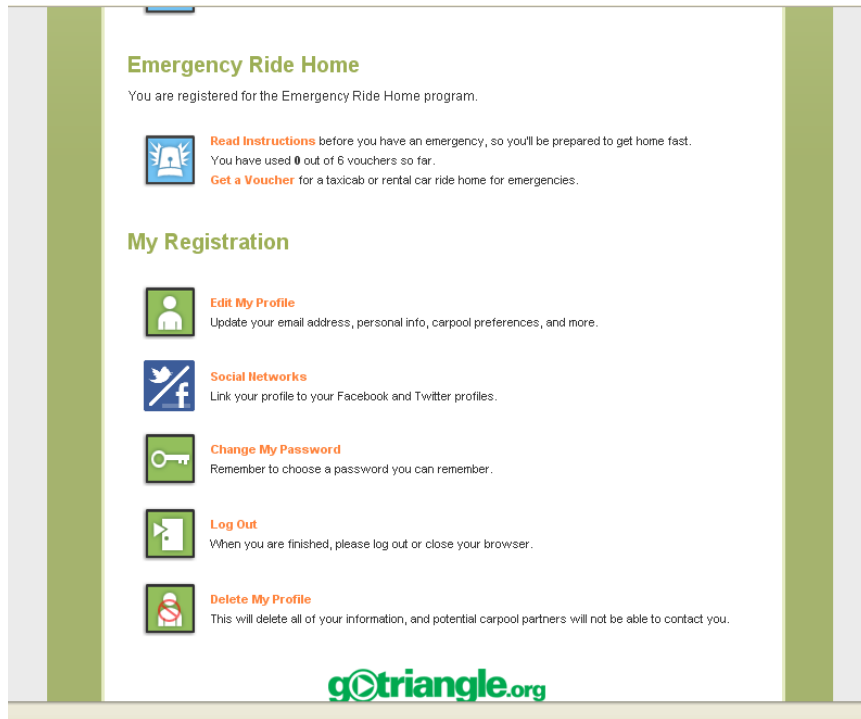 Emergency Ride Home
You are registered for the Emergency Ride Home program.
Read Instructions before you have an emergency, so you'll be prepared to get home fast.
You have used 0 out of 6 vouchers so far.
Get a Voucher for a taxicab or rental car ride home for emergencies.
My Registration
Edit My Profile
Update your email address, personal info, carpool preferences, and more.
Social Networks
Link your profile to your Facebook and Twitter profiles.
Change My Password
Remember to choose a password you can remember.
Log Out
When you are finished, please log out or close your browser.
Delete My Profile
This will delete all of your information, and potential carpool partners will not be able to contact you.
gotriangle.org